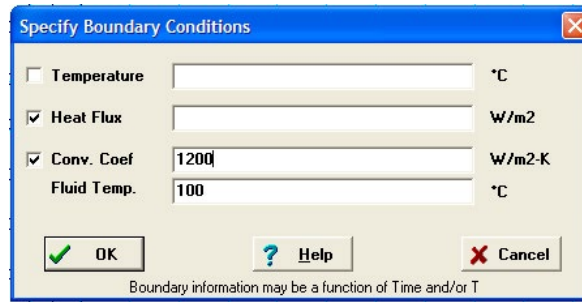 Specify Boundary Conditions
Temperature °C
Heat Flux W/m2
Conv. Coef 1200 W/m2-K
Fluid Temp. 100 °C
OK Help Cancel
Boundary information may be a function of Time and/or T